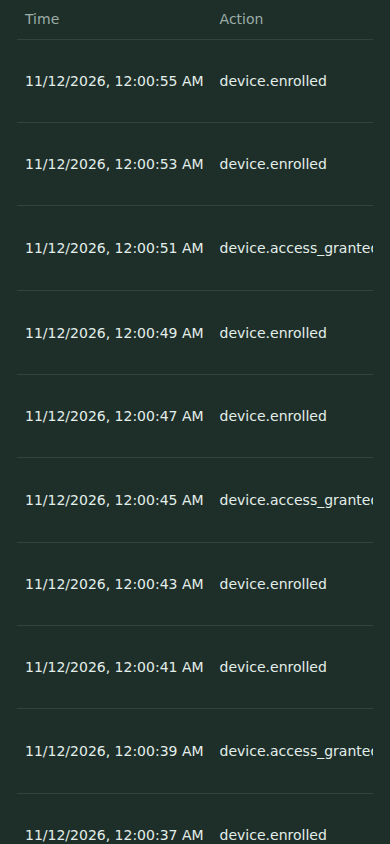 Time Action
11/12/2026, 12:00:55 AM device.enrolled
11/12/2026, 12:00:53 AM device.enrolled
11/12/2026, 12:00:51 AM device.access_granted
11/12/2026, 12:00:49 AM device.enrolled
11/12/2026, 12:00:47 AM device.enrolled
11/12/2026, 12:00:45 AM device.access_granted
11/12/2026, 12:00:43 AM device.enrolled
11/12/2026, 12:00:41 AM device.enrolled
11/12/2026, 12:00:39 AM device.access_granted
11/12/2026, 12:00:37 AM device.enrolled